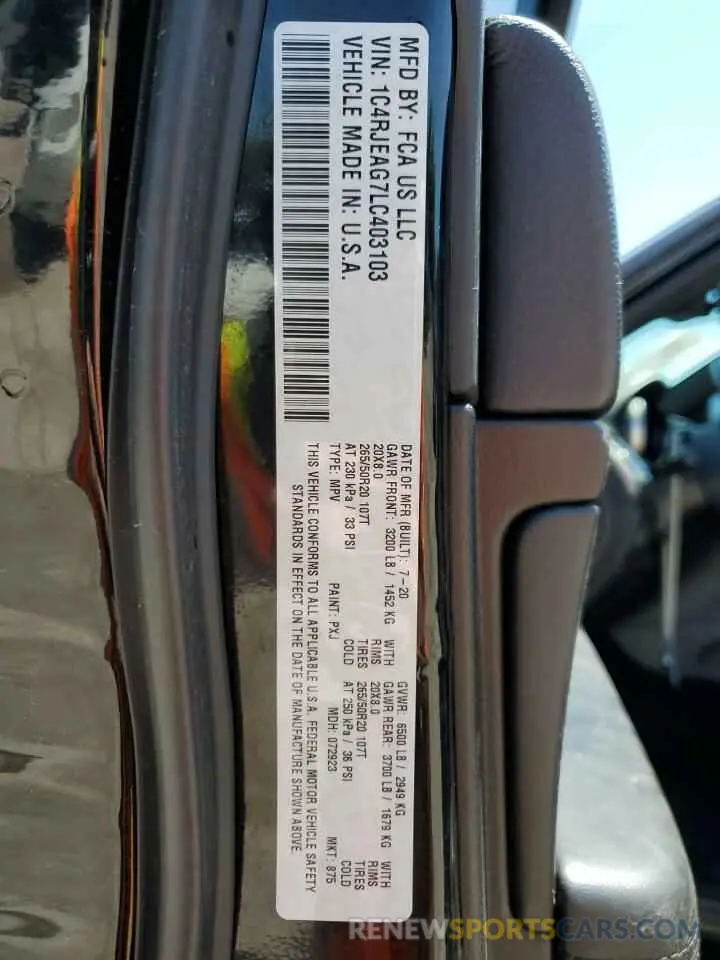 MFD BY: FCA US LLC
VIN: 1C4RJEAG7LC403103
VEHICLE MADE IN: U.S.A.
DATE OF MFR (BUILT): 7-20 GVWR: 6500 LB / 2949 KG
GAWR FRONT: 3200 LB / 1452 KG WITH GAWR REAR: 3700 LB / 1679 KG WITH
20X8.0 RIMS 20X8.0 RIMS
265/50R20 107T TIRES 265/50R20 107T TIRES
AT 230 kPa / 33 PSI COLD AT 250 kPa / 36 PSI COLD
TYPE: MPV PAINT: PXJ MDH: 072923 MKT: 875
THIS VEHICLE CONFORMS TO ALL APPLICABLE U.S.A. FEDERAL MOTOR VEHICLE SAFETY
STANDARDS IN EFFECT ON THE DATE OF MANUFACTURE SHOWN ABOVE.
RENEWSPORTSCARS.COM